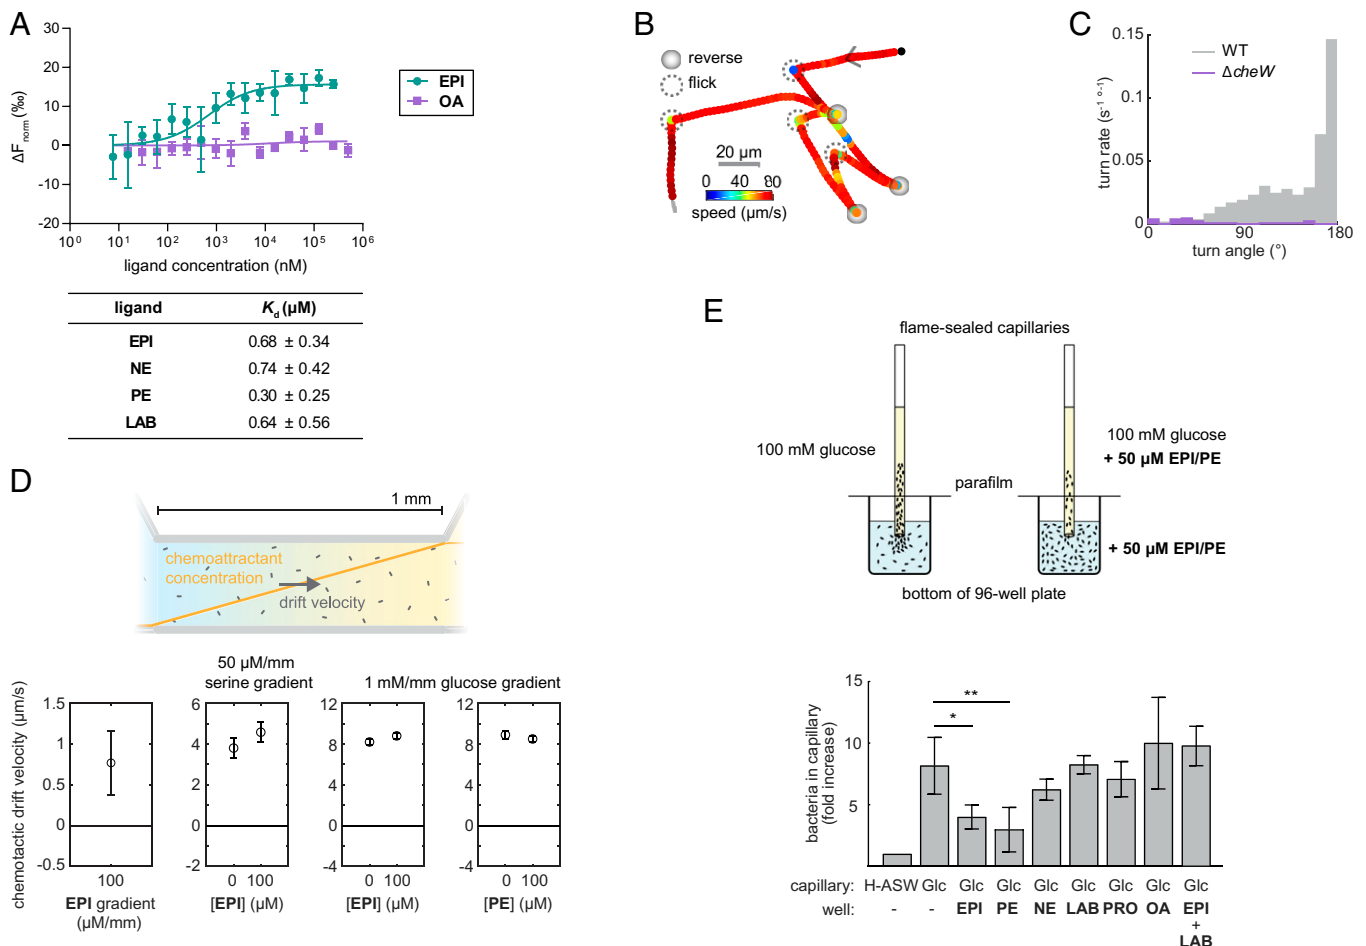 A
30
20
10
0
-10
-20
ΔFnorm (‰)
10⁰ 10¹ 10² 10³ 10⁴ 10⁵ 10⁶
ligand concentration (nM)
EPI
OA
ligand Kd (µM)
EPI 0.68 ± 0.34
NE 0.74 ± 0.42
PE 0.30 ± 0.25
LAB 0.64 ± 0.56
B
reverse
flick
20 µm
0 40 80
speed (µm/s)
C
0.15
0.1
0.05
0
turn rate (s⁻¹ °⁻¹)
WT
ΔcheW
0 90 180
turn angle (°)
D
1 mm
chemoattractant
concentration
drift velocity
50 µM/mm
serine gradient
1 mM/mm glucose gradient
chemotactic drift velocity (µm/s)
1.5
1
0.5
0
-0.5
100
EPI gradient
(µM/mm)
6
4
2
0
-2
0 100
[EPI] (µM)
12
8
4
0
-4
0 100
[EPI] (µM)
12
8
4
0
-4
0 100
[PE] (µM)
E
flame-sealed capillaries
100 mM glucose
100 mM glucose
+ 50 µM EPI/PE
parafilm
+ 50 µM EPI/PE
bottom of 96-well plate
bacteria in capillary
(fold increase)
15
10
5
**
*
capillary: H-ASW Glc Glc Glc Glc Glc Glc Glc Glc
well: - - EPI PE NE LAB PRO OA EPI
+
LAB